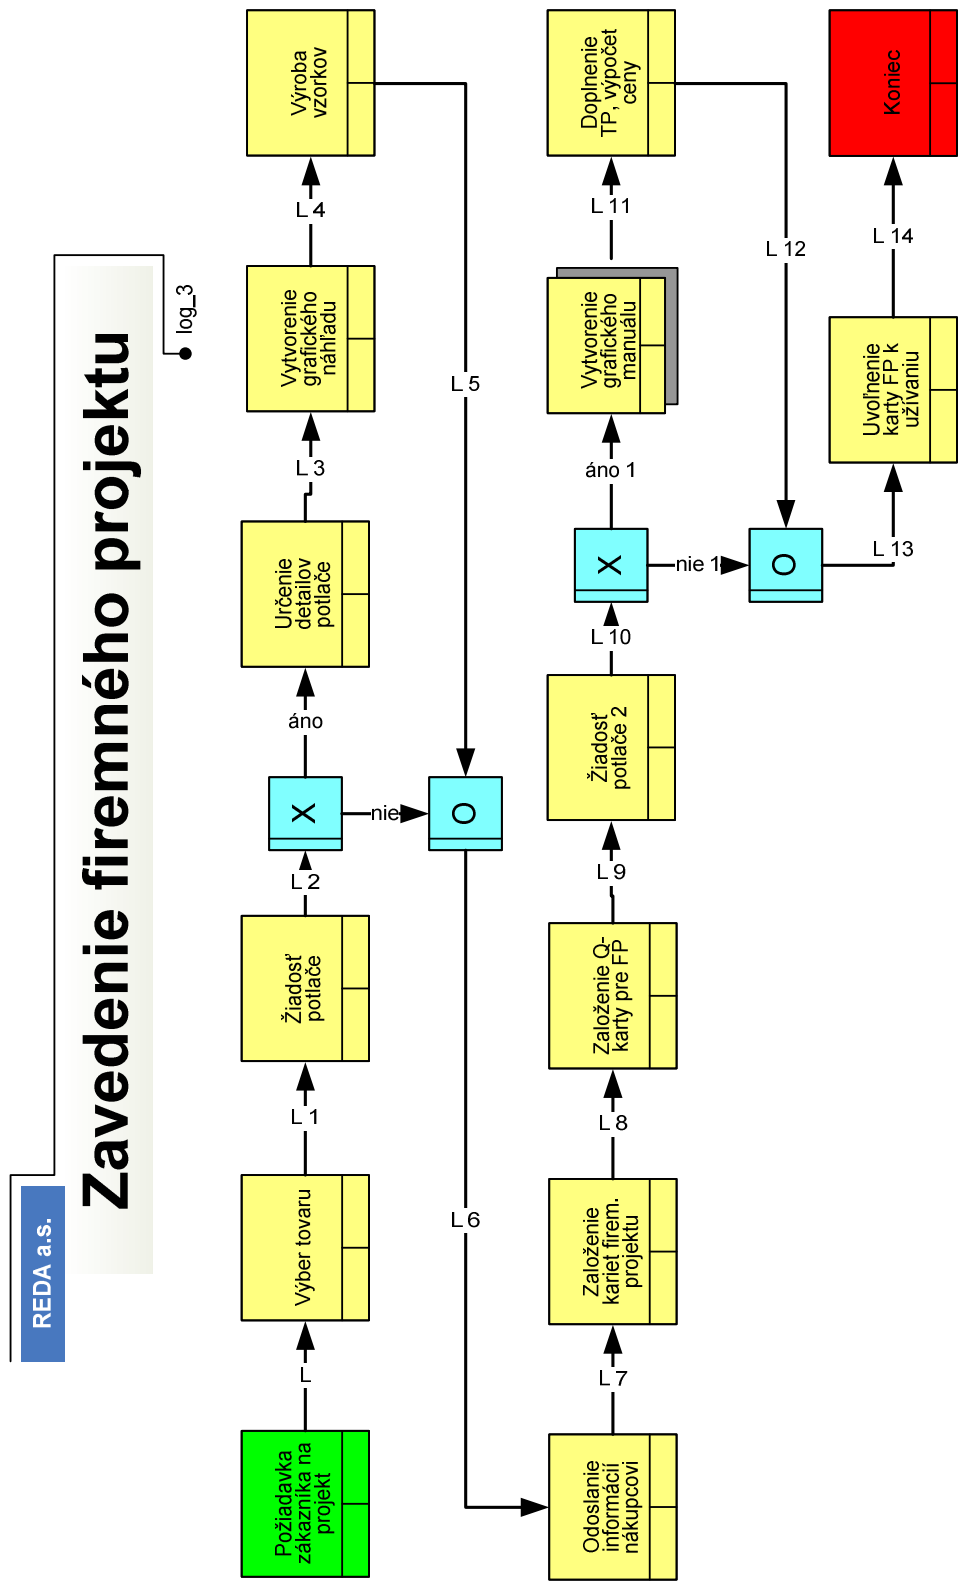 REDA a.s.
Zavedenie firemného projektu
log_3
Požiadavka
zákazníka na
projekt
L
Výber tovaru
L 1
Žiadosť
potlače
L 2
X
áno
nie
Určenie
detailov
potlače
L 3
Vytvorenie
grafického
náhľadu
L 4
Výroba
vzorkov
L 5
O
L 6
Odoslanie
informácií
nákupcovi
L 7
Založenie
kariet firem.
projektu
L 8
Založenie Q-
karty pre FP
L 9
Žiadosť
potlače 2
L 10
X
áno 1
nie 1
Vytvorenie
grafického
manuálu
L 11
Doplnenie
TP, výpočet
ceny
L 12
O
L 13
Uvoľnenie
karty FP k
užívaniu
L 14
Koniec